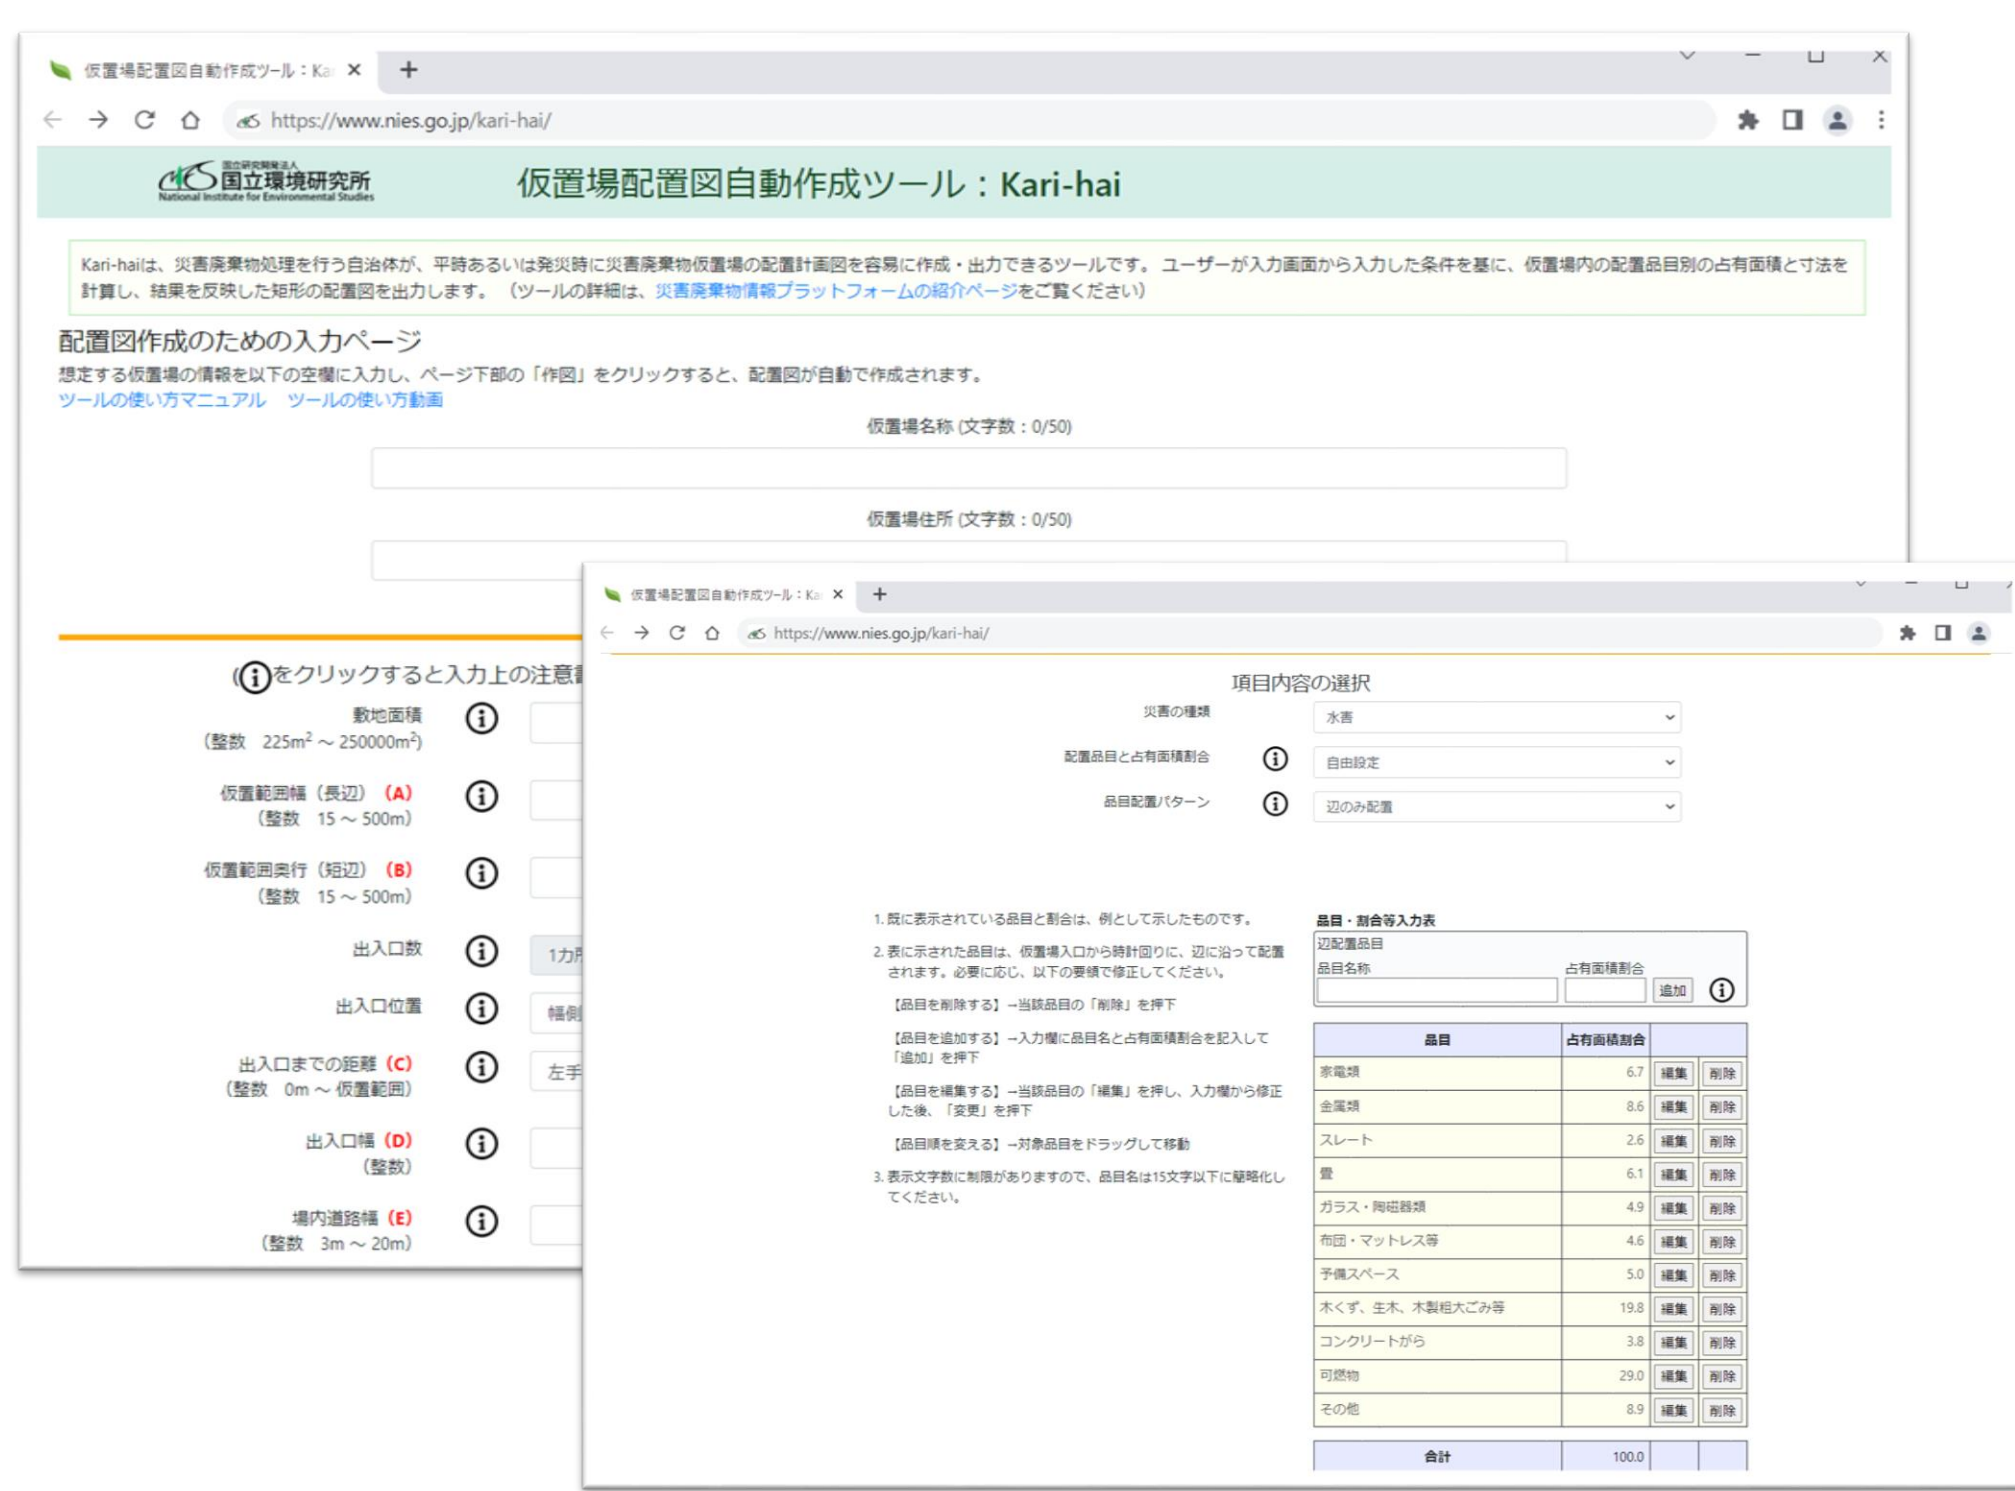 仮置場配置図自動作成ツール：Ka
https://www.nies.go.jp/kari-hai/
国立研究開発法人
国立環境研究所
National Institute for Environmental Studies
仮置場配置図自動作成ツール：Kari-hai
Kari-haiは、災害廃棄物処理を行う自治体が、平時あるいは発災時に災害廃棄物仮置場の配置計画図を容易に作成・出力できるツールです。 ユーザーが入力画面から入力した条件を基に、仮置場内の配置品目別の占有面積と寸法を
計算し、結果を反映した矩形の配置図を出力します。 （ツールの詳細は、災害廃棄物情報プラットフォームの紹介ページをご覧ください）
配置図作成のための入力ページ
想定する仮置場の情報を以下の空欄に入力し、ページ下部の「作図」をクリックすると、配置図が自動で作成されます。
ツールの使い方マニュアル ツールの使い方動画
仮置場名称 (文字数：0/50)
仮置場住所 (文字数：0/50)
(iをクリックすると入力上の注意
敷地面積
（整数 225m² ～ 250000m²)
仮置範囲幅（長辺）（A）
（整数 15 ～ 500m）
仮置範囲奥行（短辺）（B）
（整数 15 ～ 500m）
出入口数
1カ所
出入口位置
幅側
出入口までの距離（C）
（整数 0m ～ 仮置範囲）
左手
出入口幅（D）
（整数）
場内道路幅（E）
（整数 3m ～ 20m）
仮置場配置図自動作成ツール：Ka
https://www.nies.go.jp/kari-hai/
項目内容の選択
災害の種類
水害
配置品目と占有面積割合
自由設定
品目配置パターン
辺のみ配置
1. 既に表示されている品目と割合は、例として示したものです。
2. 表に示された品目は、仮置場入口から時計回りに、辺に沿って配置
されます。必要に応じ、以下の要領で修正してください。
【品目を削除する】→当該品目の「削除」を押下
【品目を追加する】→入力欄に品目名と占有面積割合を記入して
「追加」を押下
【品目を編集する】→当該品目の「編集」を押し、入力欄から修正
した後、「変更」を押下
【品目順を変える】→対象品目をドラッグして移動
3. 表示文字数に制限がありますので、品目名は15文字以下に簡略化し
てください。
品目・割合等入力表
辺配置品目
品目名称 占有面積割合
追加
品目 占有面積割合
家電類 6.7 編集 削除
金属類 8.6 編集 削除
スレート 2.6 編集 削除
畳 6.1 編集 削除
ガラス・陶磁器類 4.9 編集 削除
布団・マットレス等 4.6 編集 削除
予備スペース 5.0 編集 削除
木くず、生木、木製粗大ごみ等 19.8 編集 削除
コンクリートがら 3.8 編集 削除
可燃物 29.0 編集 削除
その他 8.9 編集 削除
合計 100.0